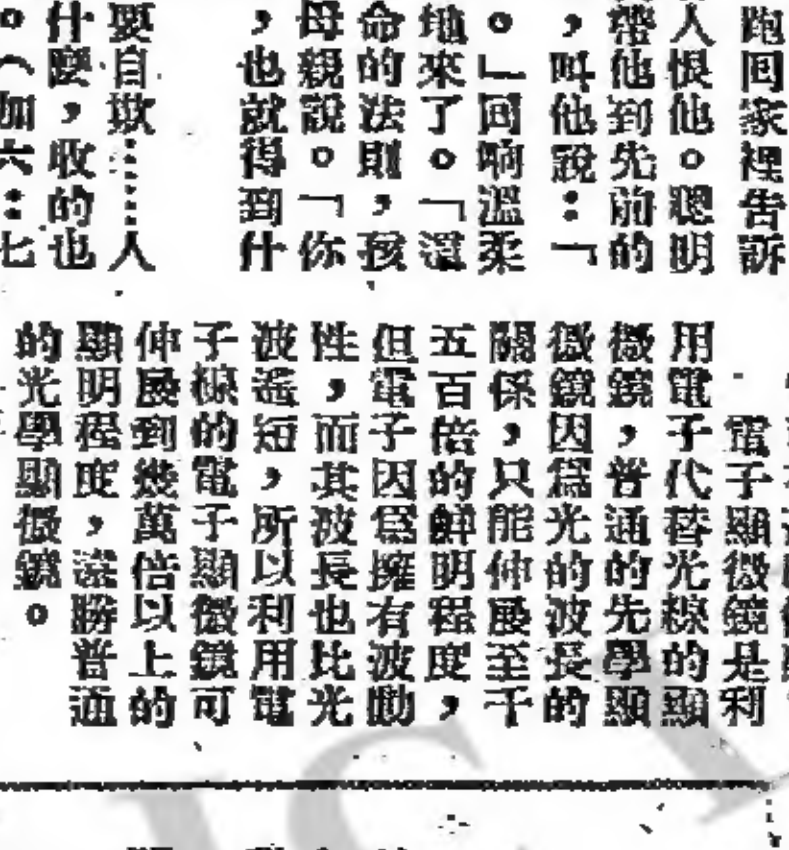 跑回家裡告訴
人恨他。聰明
帶他到先前的
,叫他說:「
。」回响溫柔
地來了。「還
命的法則,孩
母親說。「你
,也就得到什
要自欺……人
什麼,收的也
。(加六:七
電子顯微鏡是利
用電子代替光線的顯
微鏡,普通的先學顯
微鏡因爲光的波長的
關係,只能伸展至千
五百倍的鮮明程度,
但電子因爲擁有波動
性,而其波長也比光
波遙短,所以利用電
子線的電子顯微鏡可
伸展到幾萬倍以上的
顯明程度,遠勝普通
的光學顯微鏡。